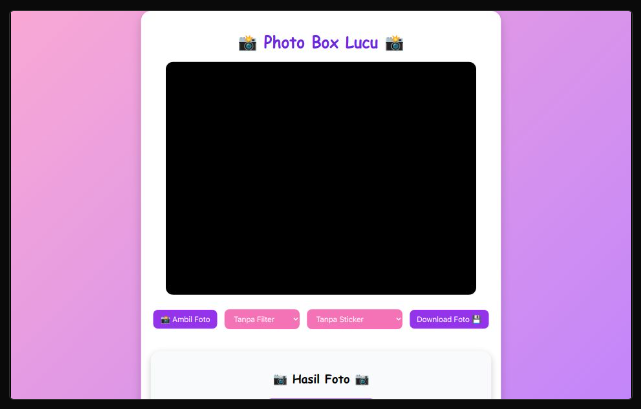 📸 Photo Box Lucu 📸
📸 Ambil Foto
Tanpa Filter
Tanpa Sticker
Download Foto 💾
📷 Hasil Foto 📷